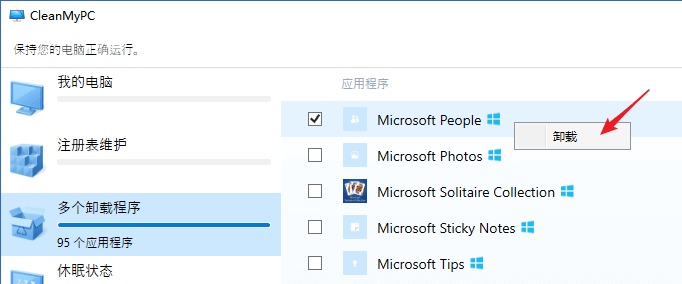 CleanMyPC
保持您的电脑正确运行。
我的电脑
注册表维护
多个卸载程序
95 个应用程序
休眠状态
应用程序
Microsoft People
卸载
Microsoft Photos
Microsoft Solitaire Collection
Microsoft Sticky Notes
Microsoft Tips